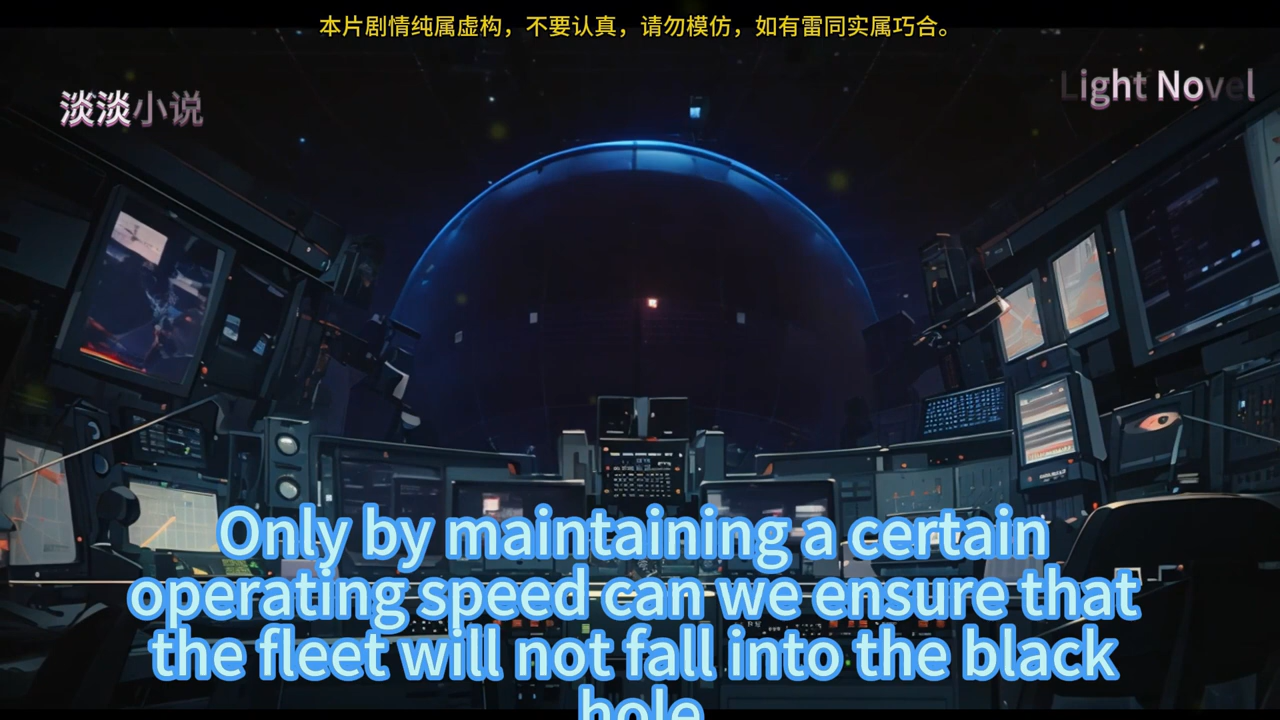 本片剧情纯属虚构，不要认真，请勿模仿，如有雷同实属巧合。
淡淡小说
Light Novel
Only by maintaining a certain
operating speed can we ensure that
the fleet will not fall into the black
hole